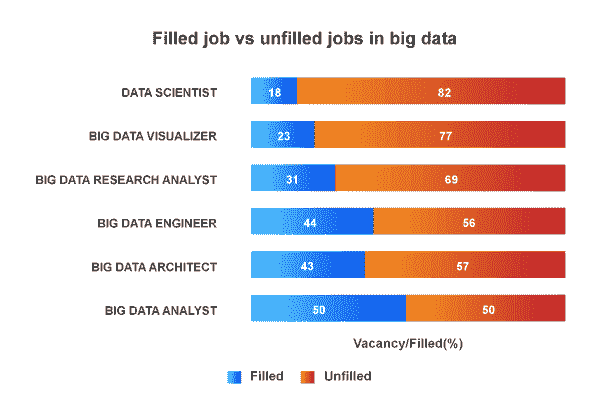 Filled job vs unfilled jobs in big data
DATA SCIENTIST 18 82
BIG DATA VISUALIZER 23 77
BIG DATA RESEARCH ANALYST 31 69
BIG DATA ENGINEER 44 56
BIG DATA ARCHITECT 43 57
BIG DATA ANALYST 50 50
Vacancy/Filled(%)
Filled Unfilled